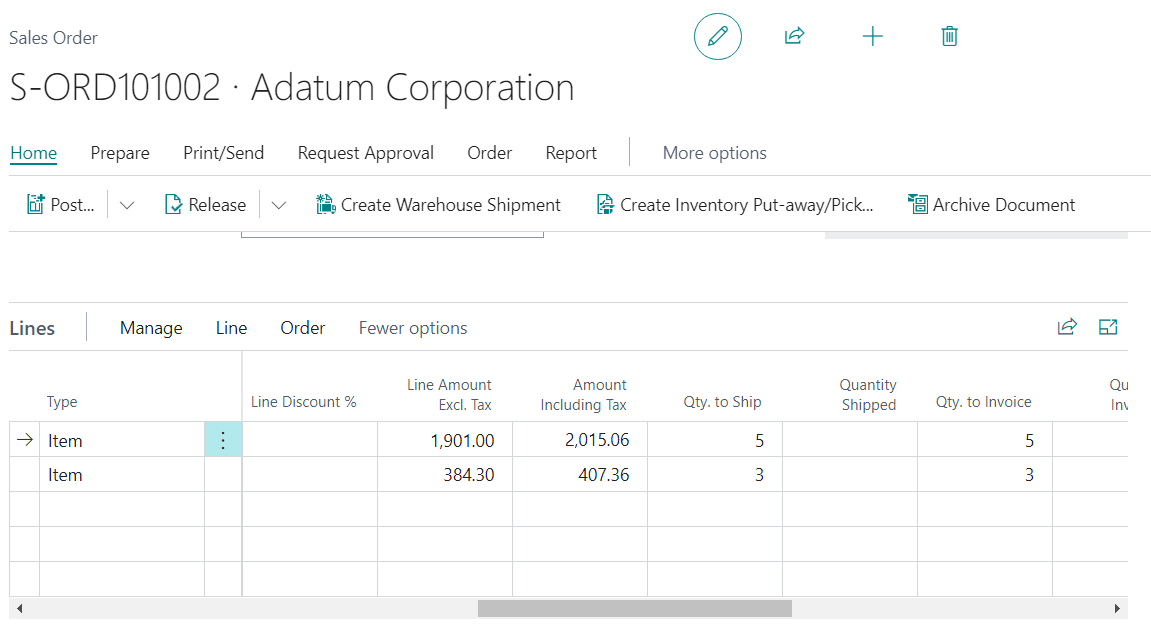 Sales Order
S-ORD101002 · Adatum Corporation
Home Prepare Print/Send Request Approval Order Report More options
Post... Release Create Warehouse Shipment Create Inventory Put-away/Pick... Archive Document
Lines Manage Line Order Fewer options
Type Line Discount % Line Amount Excl. Tax Amount Including Tax Qty. to Ship Quantity Shipped Qty. to Invoice Qu Inv
Item 1,901.00 2,015.06 5 5
Item 384.30 407.36 3 3